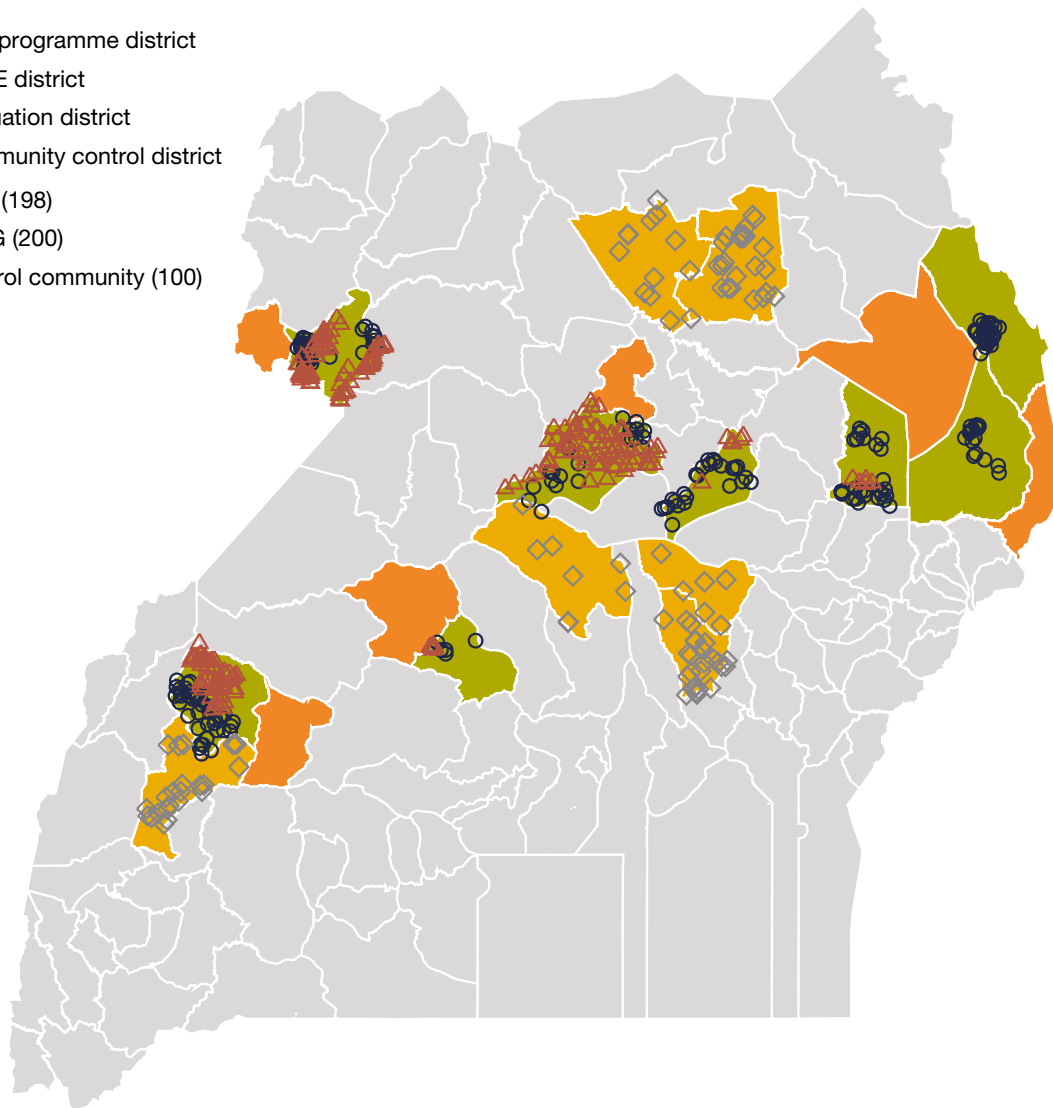 programme district
E district
uation district
munity control district
(198)
G (200)
rol community (100)